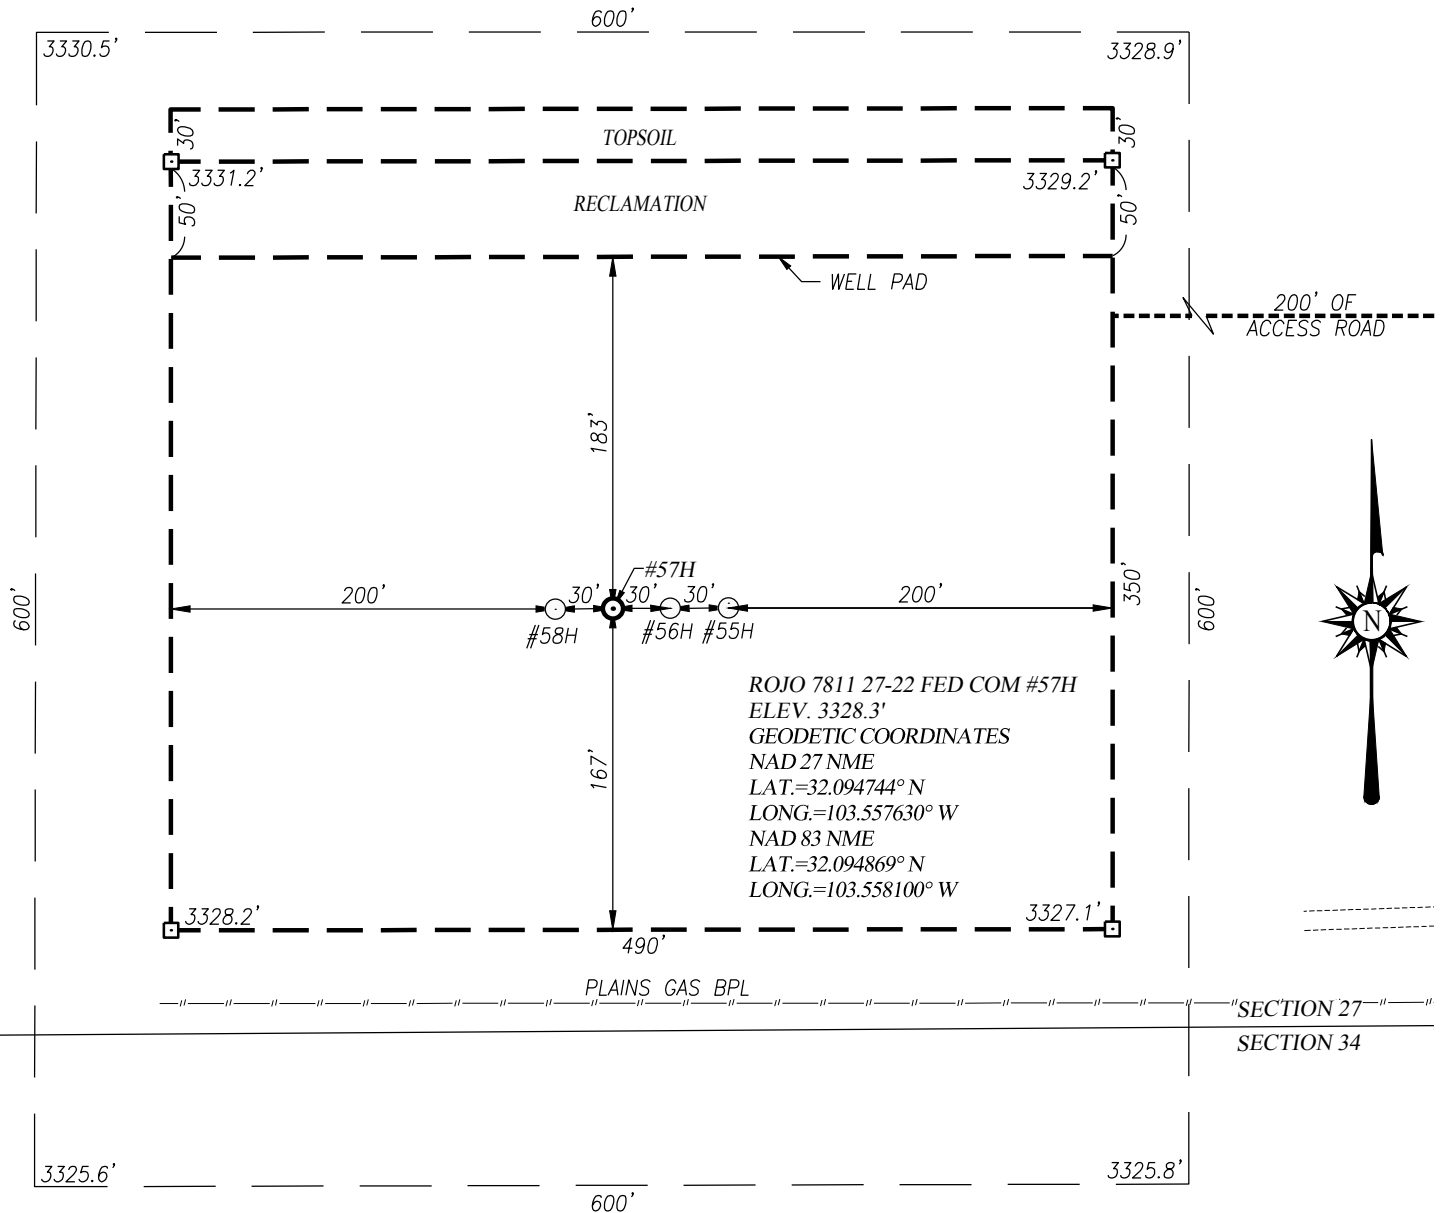 600'
3330.5'
3328.9'
30'
TOPSOIL
30'
3331.2'
3329.2'
50'
RECLAMATION
50'
WELL PAD
200' OF
ACCESS ROAD
183'
#57H
200'
30'
30'
30'
200'
350'
600'
600'
#58H
#56H
#55H
N
ROJO 7811 27-22 FED COM #57H
ELEV. 3328.3'
GEODETIC COORDINATES
NAD 27 NME
LAT.=32.094744° N
LONG.=103.557630° W
NAD 83 NME
LAT.=32.094869° N
LONG.=103.558100° W
167'
3328.2'
3327.1'
490'
PLAINS GAS BPL
SECTION 27
SECTION 34
3325.6'
3325.8'
600'